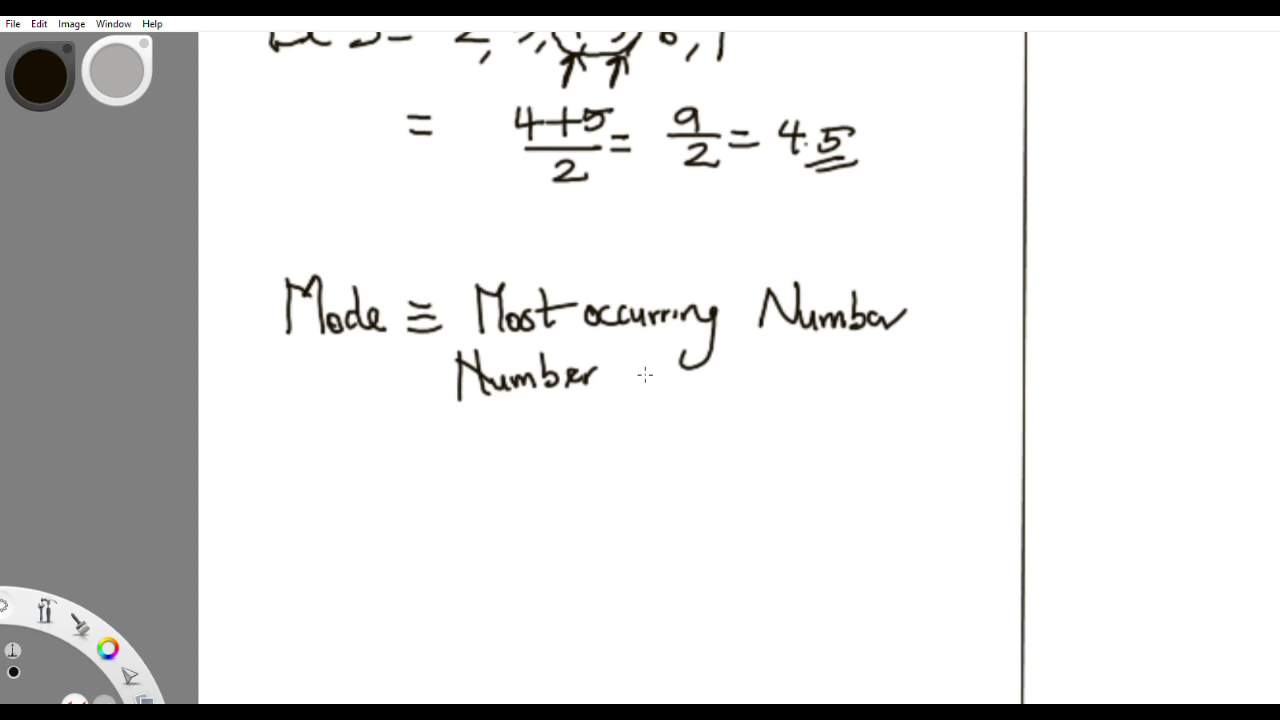 File Edit Image Window Help
= 4+5/2 = 9/2 = 4.5
Mode ≡ Most occurring Number
Number